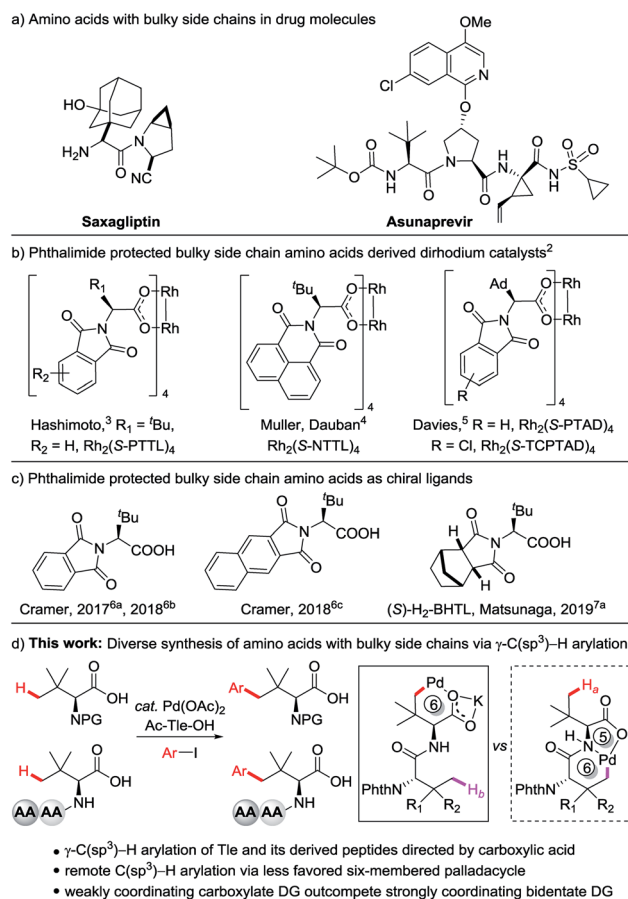 a) Amino acids with bulky side chains in drug molecules
OMe
Cl
N
O
HO
H₂N
O
N
NC
O
O
N
H
O
N
O
H
N
O
NH
O
S
O
Saxagliptin
Asunaprevir
b) Phthalimide protected bulky side chain amino acids derived dirhodium catalysts²
R₁
O
N
O
O
O
Rh
Rh
R₂
4
ᵗBu
O
N
O
O
O
Rh
Rh
4
Ad
O
N
O
O
O
Rh
Rh
R
4
Hashimoto,³ R₁ = ᵗBu,
R₂ = H, Rh₂(S-PTTL)₄
Muller, Dauban⁴
Rh₂(S-NTTL)₄
Davies,⁵ R = H, Rh₂(S-PTAD)₄
R = Cl, Rh₂(S-TCPTAD)₄
c) Phthalimide protected bulky side chain amino acids as chiral ligands
O
ᵗBu
N
COOH
O
O
ᵗBu
N
COOH
O
H
O
ᵗBu
N
COOH
H
O
Cramer, 2017⁶ᵃ, 2018⁶ᵇ
Cramer, 2018⁶ᶜ
(S)-H₂-BHTL, Matsunaga, 2019⁷ᵃ
d) This work: Diverse synthesis of amino acids with bulky side chains via γ-C(sp³)–H arylation
H
O
OH
NPG
H
O
OH
NH
AA AA
cat. Pd(OAc)₂
Ac-Tle-OH
Ar—I
Ar
O
OH
NPG
Ar
O
OH
NH
AA AA
Pd
6
O
K
O
O
NH
PhthN
Hb
R₁ R₂
vs
Ha
O
H
N
5
O
O
Pd
6
PhthN
R₁ R₂
• γ-C(sp³)–H arylation of Tle and its derived peptides directed by carboxylic acid
• remote C(sp³)–H arylation via less favored six-membered palladacycle
• weakly coordinating carboxylate DG outcompete strongly coordinating bidentate DG